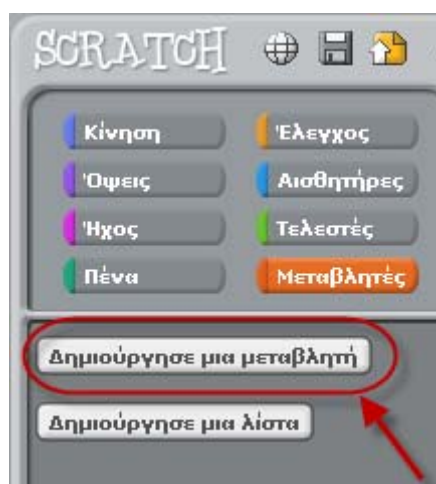 SCRATCH
Κίνηση Έλεγχος
Όψεις Αισθητήρες
Ήχος Τελεστές
Πένα Μεταβλητές
Δημιούργησε μια μεταβλητή
Δημιούργησε μια λίστα